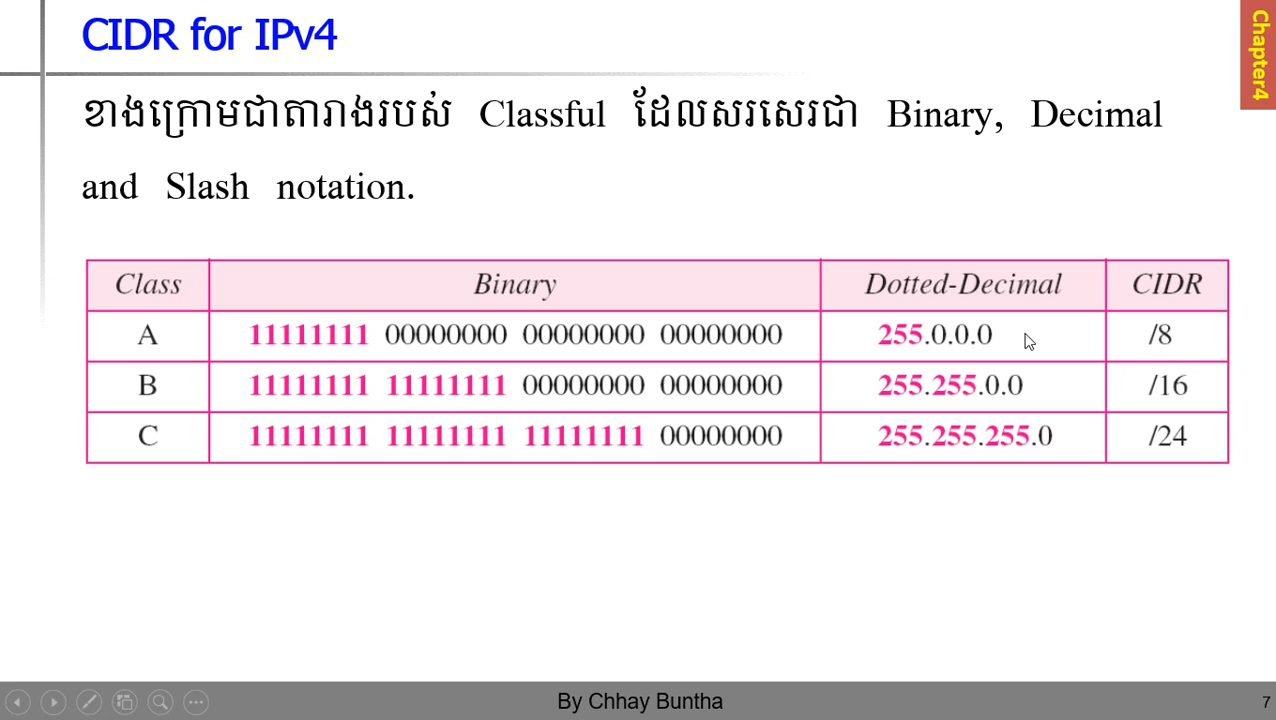 CIDR for IPv4
Chapter4
ខាងក្រោមជាតារាងរបស់ Classful ដែលសរសេរជា Binary, Decimal
and Slash notation.
Class Binary Dotted-Decimal CIDR
A 11111111 00000000 00000000 00000000 255.0.0.0 /8
B 11111111 11111111 00000000 00000000 255.255.0.0 /16
C 11111111 11111111 11111111 00000000 255.255.255.0 /24
By Chhay Buntha
7